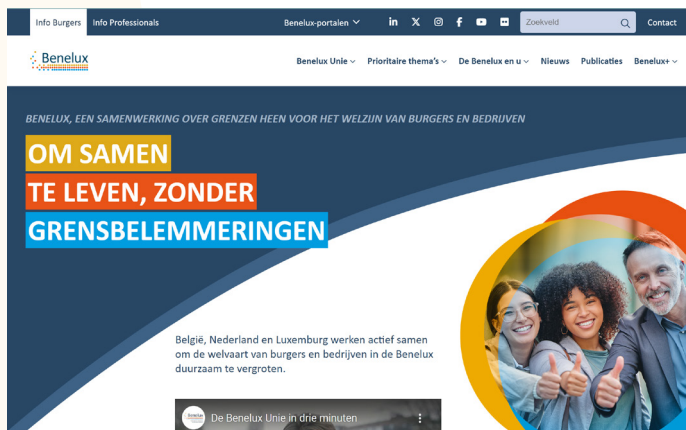 Info Burgers Info Professionals Benelux-portalen Zoekveld Contact
Benelux
Benelux Unie Prioritaire thema's De Benelux en u Nieuws Publicaties Benelux+
BENELUX, EEN SAMENWERKING OVER GRENZEN HEEN VOOR HET WELZIJN VAN BURGERS EN BEDRIJVEN
OM SAMEN
TE LEVEN, ZONDER
GRENSBELEMMERINGEN
België, Nederland en Luxemburg werken actief samen
om de welvaart van burgers en bedrijven in de Benelux
duurzaam te vergroten.
De Benelux Unie in drie minuten